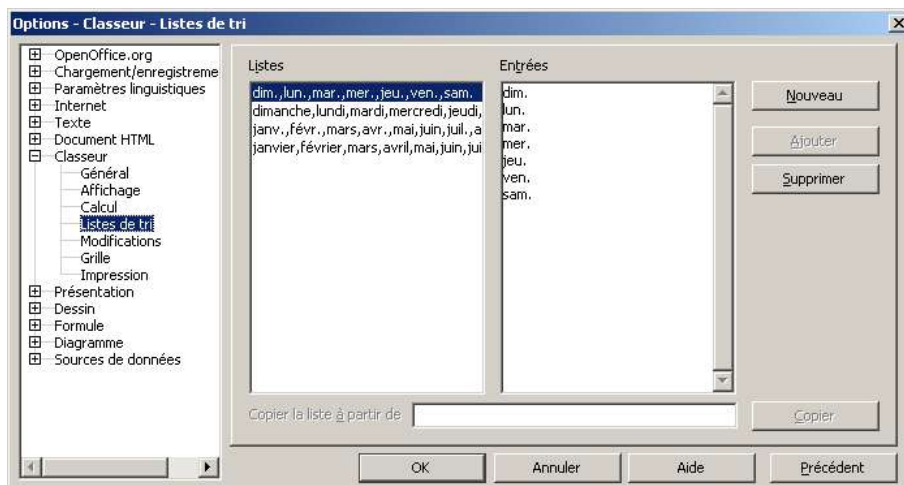 Options - Classeur - Listes de tri
OpenOffice.org
Chargement/enregistreme
Paramètres linguistiques
Internet
Texte
Document HTML
Classeur
Général
Affichage
Calcul
Listes de tri
Modifications
Grille
Impression
Présentation
Dessin
Formule
Diagramme
Sources de données
Listes
dim.,lun.,mar.,mer.,jeu.,ven.,sam.
dimanche,lundi,mardi,mercredi,jeudi,
janv.,févr.,mars,avr.,mai,juin,juil.,a
janvier,février,mars,avril,mai,juin,jui
Entrées
dim.
lun.
mar.
mer.
jeu.
ven.
sam.
Nouveau
Ajouter
Supprimer
Copier la liste à partir de
Copier
OK
Annuler
Aide
Précédent